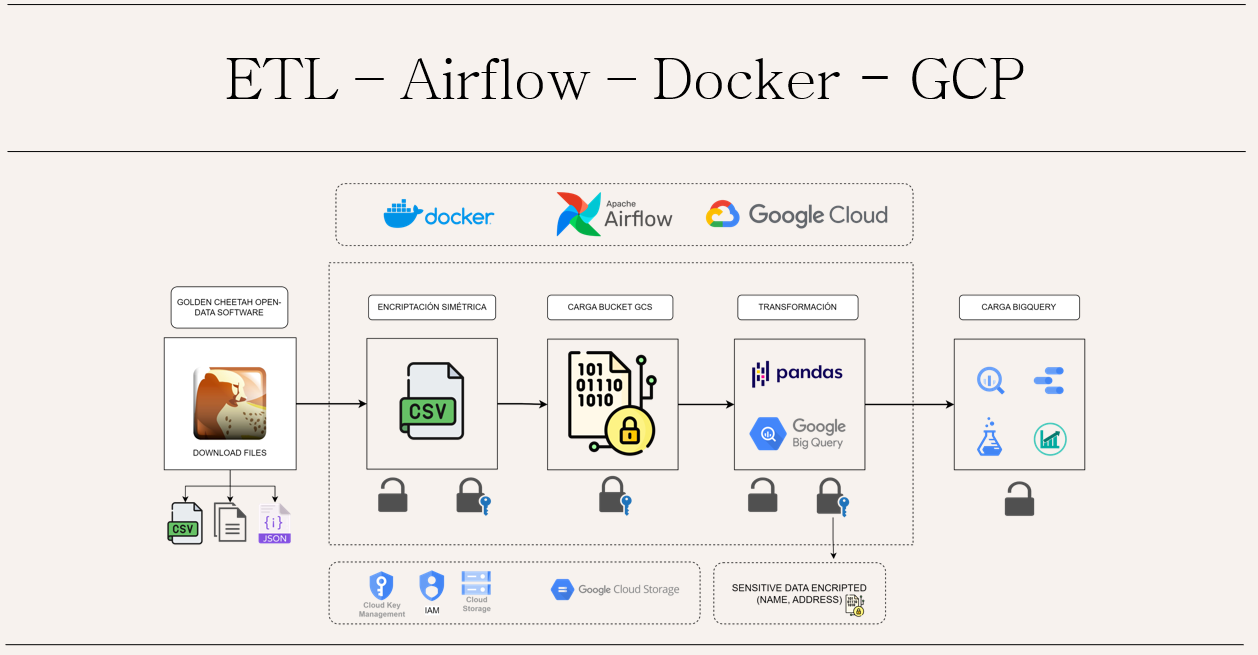 ETL – Airflow – Docker - GCP
docker
Apache
Airflow
Google Cloud
GOLDEN CHEETAH OPEN-
DATA SOFTWARE
ENCRIPTACIÓN SIMÉTRICA
CARGA BUCKET GCS
TRANSFORMACIÓN
CARGA BIGQUERY
DOWNLOAD FILES
CSV
101
01110
1010
pandas
Google
Big Query
CSV
{i}
JSON
Cloud Key
Management
IAM
Cloud
Storage
Google Cloud Storage
SENSITIVE DATA ENCRIPTED
(NAME, ADDRESS)